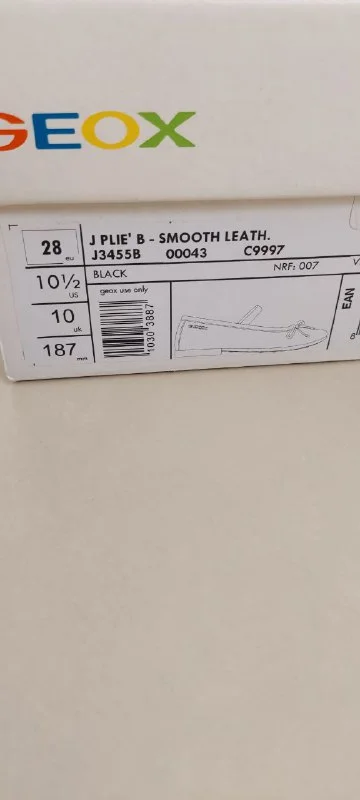 GEOX
28 eu
J PLIE' B - SMOOTH LEATH.
J3455B 00043 C9997
10½ us
BLACK
NRF: 007
geox use only
10 uk
187 mm
EAN